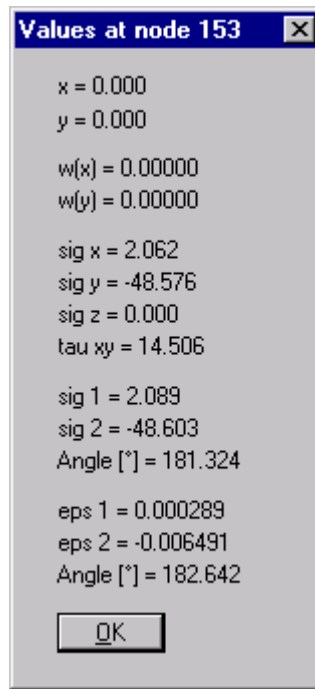 Values at node 153
x = 0.000
y = 0.000
w(x) = 0.00000
w(y) = 0.00000
sig x = 2.062
sig y = -48.576
sig z = 0.000
tau xy = 14.506
sig 1 = 2.089
sig 2 = -48.603
Angle [°] = 181.324
eps 1 = 0.000289
eps 2 = -0.006491
Angle [°] = 182.642
OK